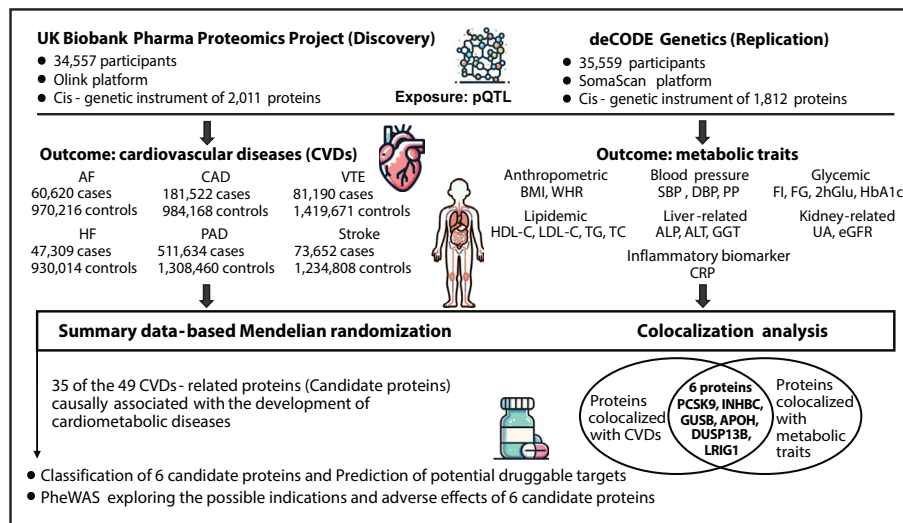 UK Biobank Pharma Proteomics Project (Discovery)
● 34,557 participants
● Olink platform
● Cis - genetic instrument of 2,011 proteins
Exposure: pQTL
deCODE Genetics (Replication)
● 35,559 participants
● SomaScan platform
● Cis - genetic instrument of 1,812 proteins
Outcome: cardiovascular diseases (CVDs)
AF
60,620 cases
970,216 controls
CAD
181,522 cases
984,168 controls
VTE
81,190 cases
1,419,671 controls
HF
47,309 cases
930,014 controls
PAD
511,634 cases
1,308,460 controls
Stroke
73,652 cases
1,234,808 controls
Outcome: metabolic traits
Anthropometric
BMI, WHR
Blood pressure
SBP , DBP, PP
Glycemic
FI, FG, 2hGlu, HbA1c
Lipidemic
HDL-C, LDL-C, TG, TC
Liver-related
ALP, ALT, GGT
Kidney-related
UA, eGFR
Inflammatory biomarker
CRP
Summary data-based Mendelian randomization
Colocalization analysis
35 of the 49 CVDs - related proteins (Candidate proteins)
causally associated with the development of
cardiometabolic diseases
Proteins
colocalized
with CVDs
6 proteins
PCSK9, INHBC,
GUSB, APOH,
DUSP13B,
LRIG1
Proteins
colocalized
with
metabolic
traits
● Classification of 6 candidate proteins and Prediction of potential druggable targets
● PheWAS exploring the possible indications and adverse effects of 6 candidate proteins